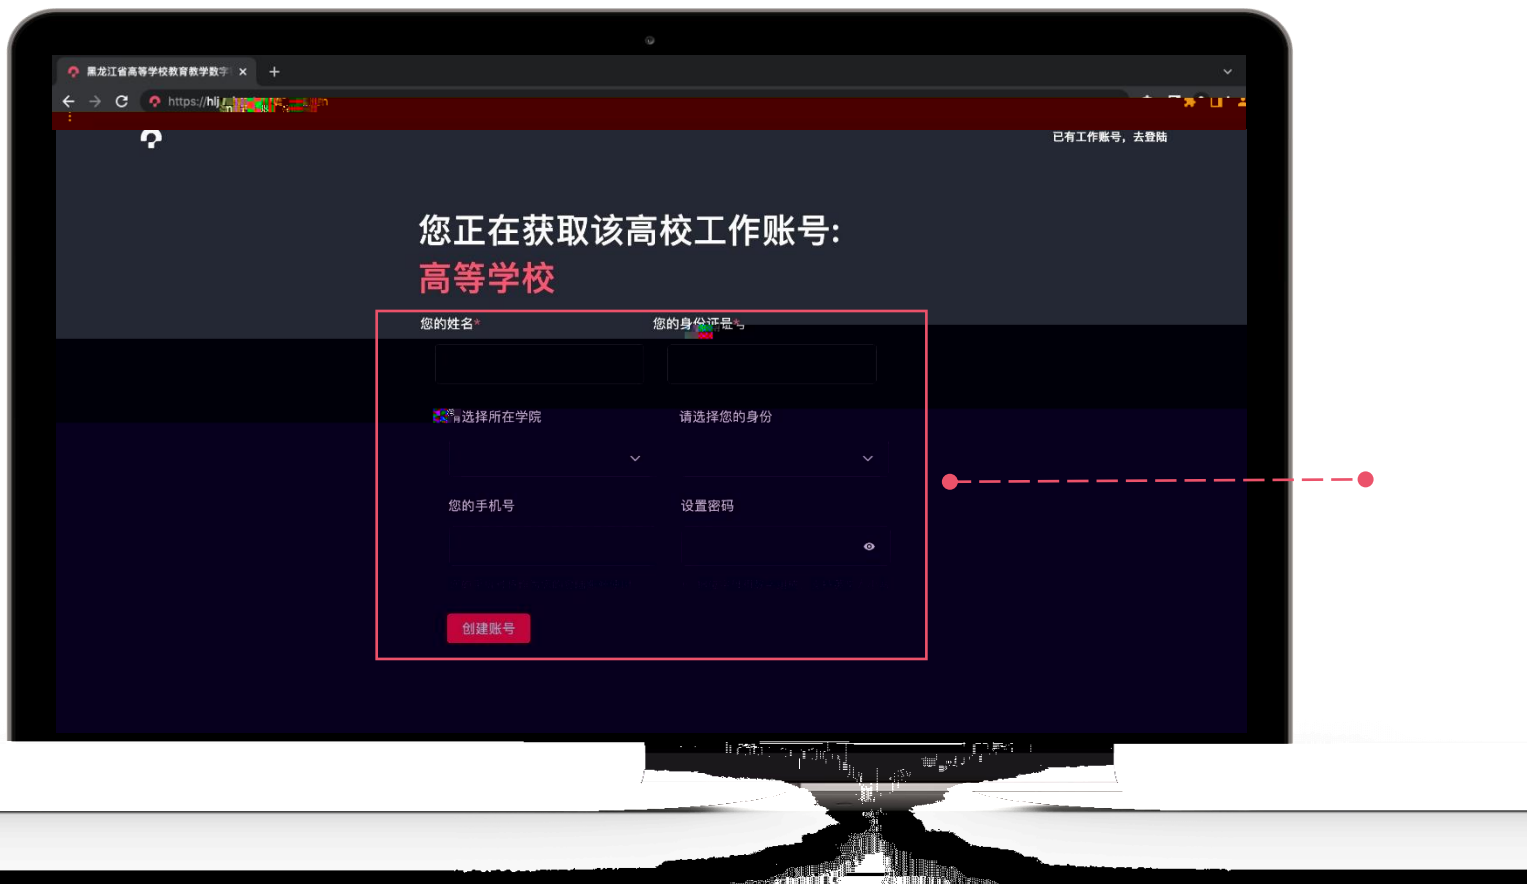 黑龙江省高等学校教育教学数字
https://hlj
已有工作账号，去登陆
您正在获取该高校工作账号:
高等学校
您的姓名* 您的身份证号*
请选择所在学院 请选择您的身份
您的手机号 设置密码
创建账号